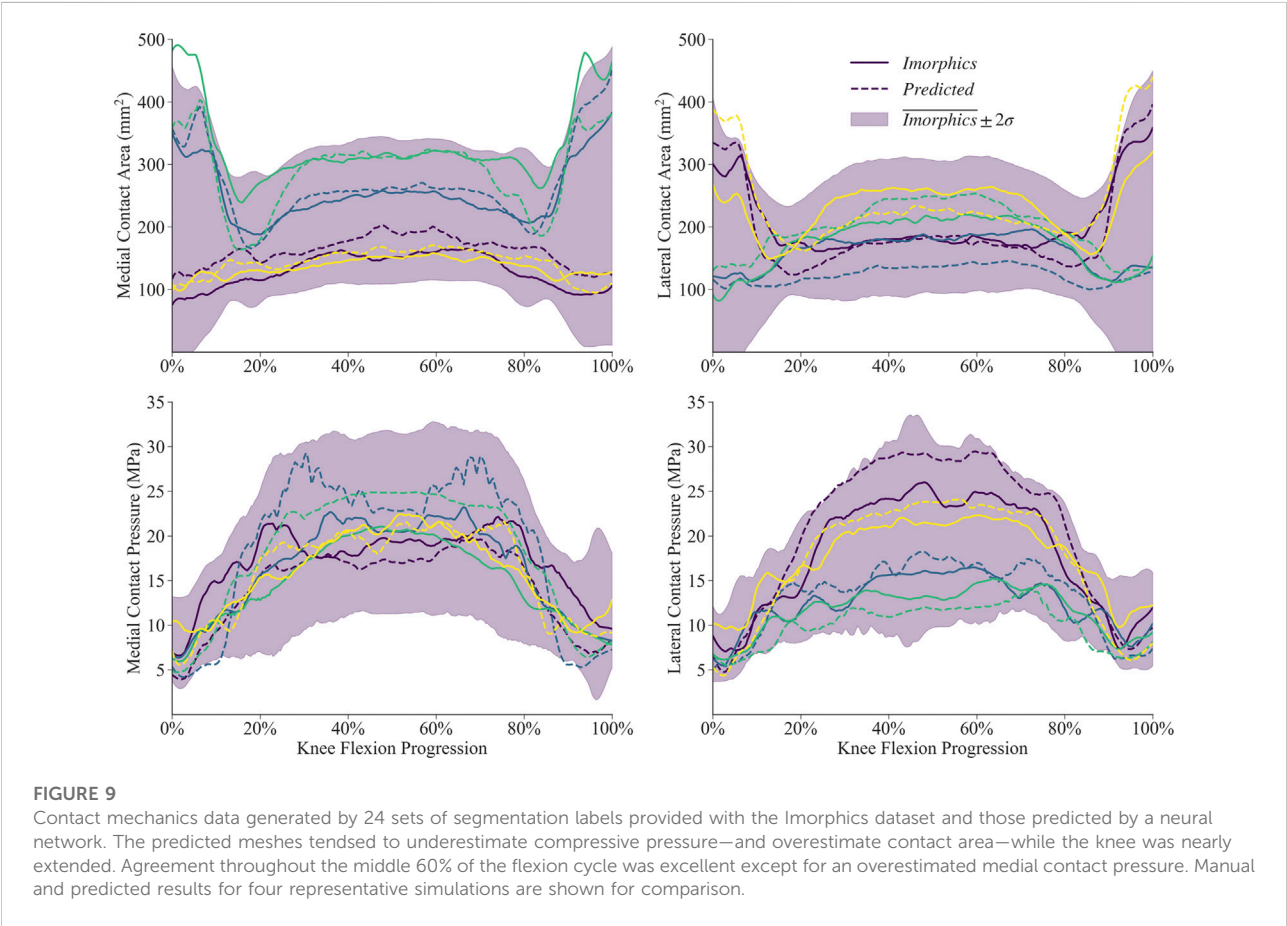 500
400
300
200
100
Medial Contact Area (mm²)
0% 20% 40% 60% 80% 100%
500
400
300
200
100
Lateral Contact Area (mm²)
0% 20% 40% 60% 80% 100%
Imorphics
Predicted
Imorphics ± 2σ
35
30
25
20
15
10
5
Medial Contact Pressure (MPa)
0% 20% 40% 60% 80% 100%
Knee Flexion Progression
35
30
25
20
15
10
5
Lateral Contact Pressure (MPa)
0% 20% 40% 60% 80% 100%
Knee Flexion Progression
FIGURE 9
Contact mechanics data generated by 24 sets of segmentation labels provided with the Imorphics dataset and those predicted by a neural
network. The predicted meshes tendsed to underestimate compressive pressure—and overestimate contact area—while the knee was nearly
extended. Agreement throughout the middle 60% of the flexion cycle was excellent except for an overestimated medial contact pressure. Manual
and predicted results for four representative simulations are shown for comparison.